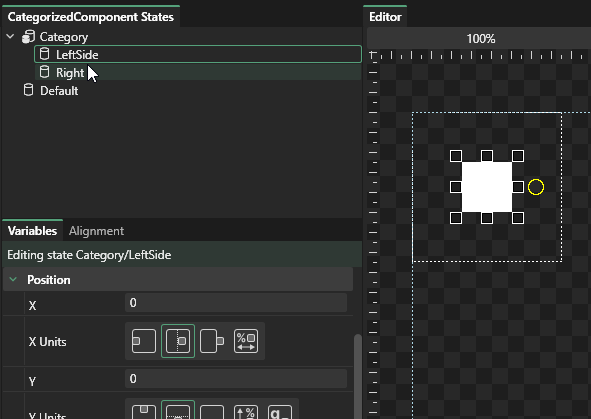 CategorizedComponent States
Category
LeftSide
Right
Default
Variables Alignment
Editing state Category/LeftSide
Position
X 0
X Units
%
Y 0
Y Units
%
Editor
100%